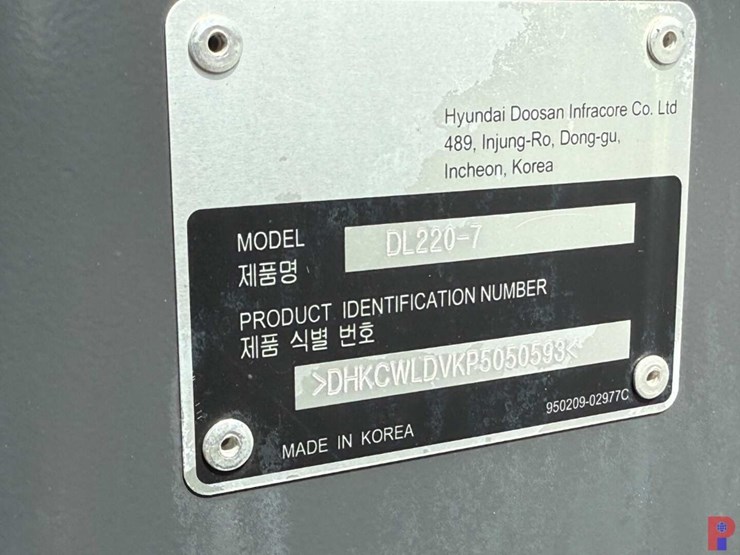 Hyundai Doosan Infracore Co. Ltd
489, Injung-Ro, Dong-gu,
Incheon, Korea
MODEL
제품명
DL220-7
PRODUCT IDENTIFICATION NUMBER
제품 식별 번호
>DHKCWLDVKP5050593<
MADE IN KOREA
950209-02977C